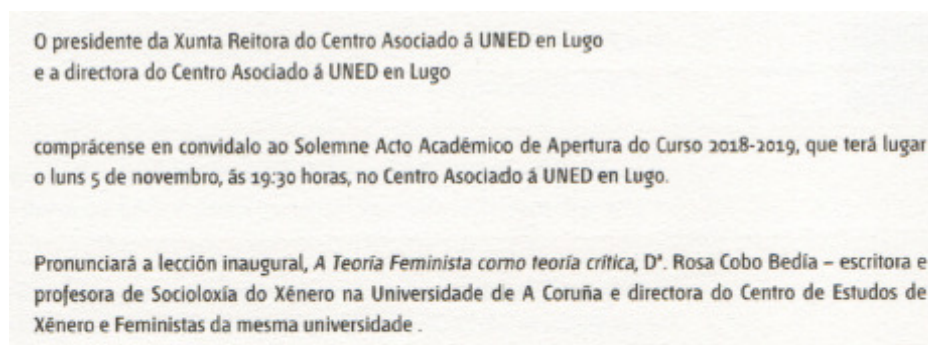 O presidente da Xunta Reitora do Centro Asociado á UNED en Lugo
e a directora do Centro Asociado á UNED en Lugo
comprácense en convidalo ao Solemne Acto Académico de Apertura do Curso 2018-2019, que terá lugar
o luns 5 de novembro, ás 19:30 horas, no Centro Asociado á UNED en Lugo.
Pronunciará a lección inaugural, A Teoría Feminista como teoría crítica, Dª. Rosa Cobo Bedía – escritora e
profesora de Socioloxía do Xénero na Universidade de A Coruña e directora do Centro de Estudos de
Xénero e Feministas da mesma universidade .